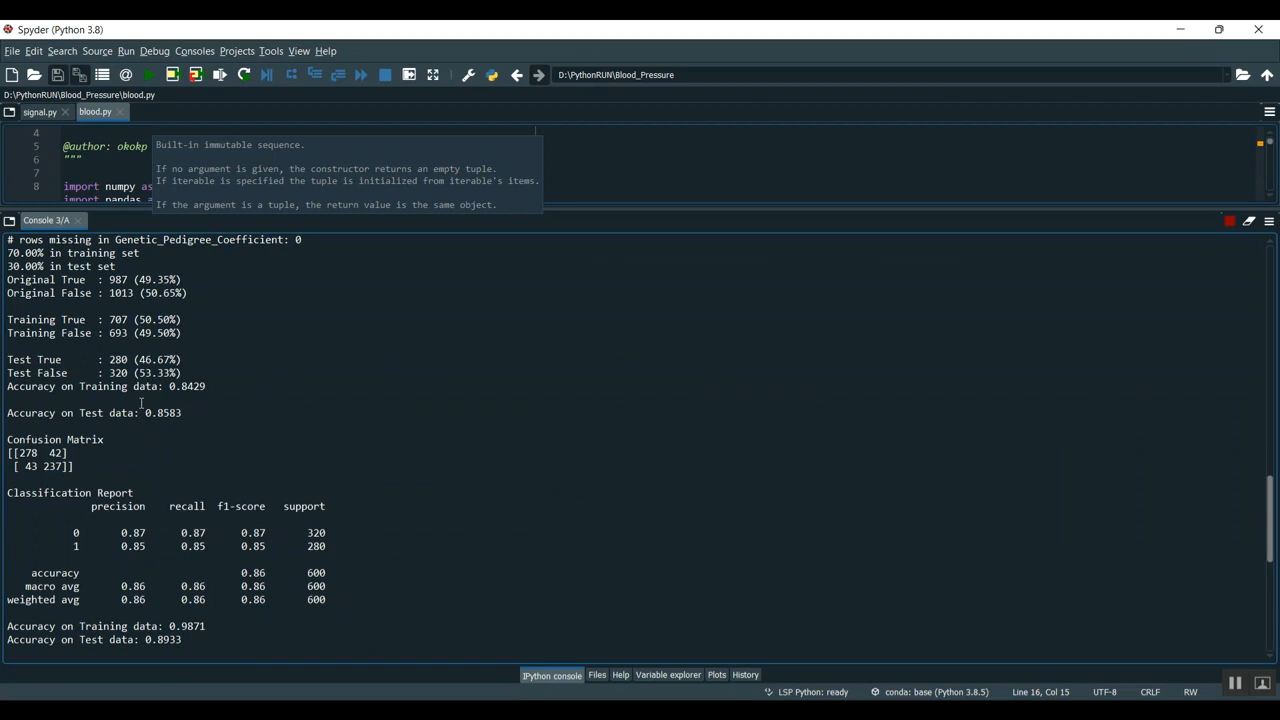 Spyder (Python 3.8)
File Edit Search Source Run Debug Consoles Projects Tools View Help
D:\PythonRUN\Blood_Pressure
D:\PythonRUN\Blood_Pressure\blood.py
signal.py blood.py
4
5 @author: okokp
6 """
7
8 import numpy as
import pandas
Built-in immutable sequence.
If no argument is given, the constructor returns an empty tuple.
If iterable is specified the tuple is initialized from iterable's items.
If the argument is a tuple, the return value is the same object.
Console 3/A
# rows missing in Genetic_Pedigree_Coefficient: 0
70.00% in training set
30.00% in test set
Original True : 987 (49.35%)
Original False : 1013 (50.65%)
Training True : 707 (50.50%)
Training False : 693 (49.50%)
Test True : 280 (46.67%)
Test False : 320 (53.33%)
Accuracy on Training data: 0.8429
Accuracy on Test data: 0.8583
Confusion Matrix
[[278 42]
[ 43 237]]
Classification Report
precision recall f1-score support
0 0.87 0.87 0.87 320
1 0.85 0.85 0.85 280
accuracy 0.86 600
macro avg 0.86 0.86 0.86 600
weighted avg 0.86 0.86 0.86 600
Accuracy on Training data: 0.9871
Accuracy on Test data: 0.8933
IPython console Files Help Variable explorer Plots History
LSP Python: ready conda: base (Python 3.8.5) Line 16, Col 15 UTF-8 CRLF RW